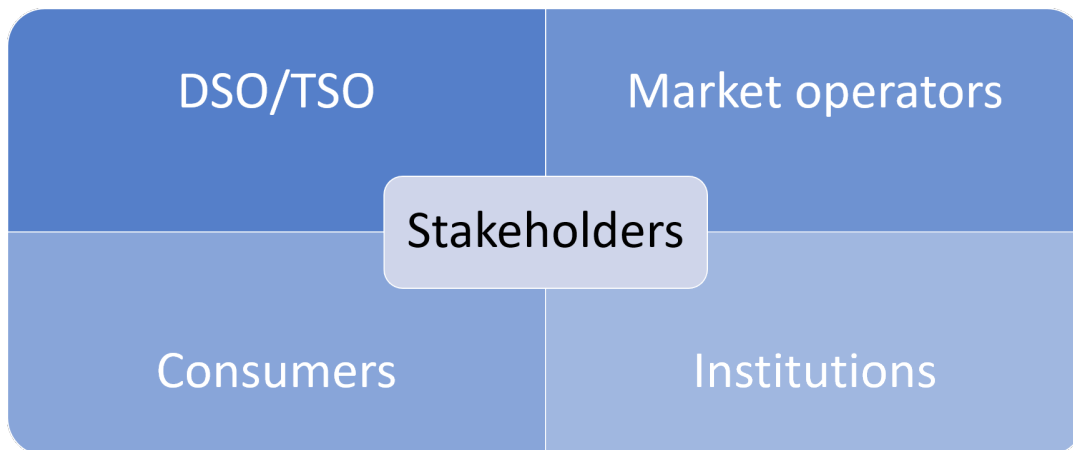 DSO/TSO
Market operators
Stakeholders
Consumers
Institutions